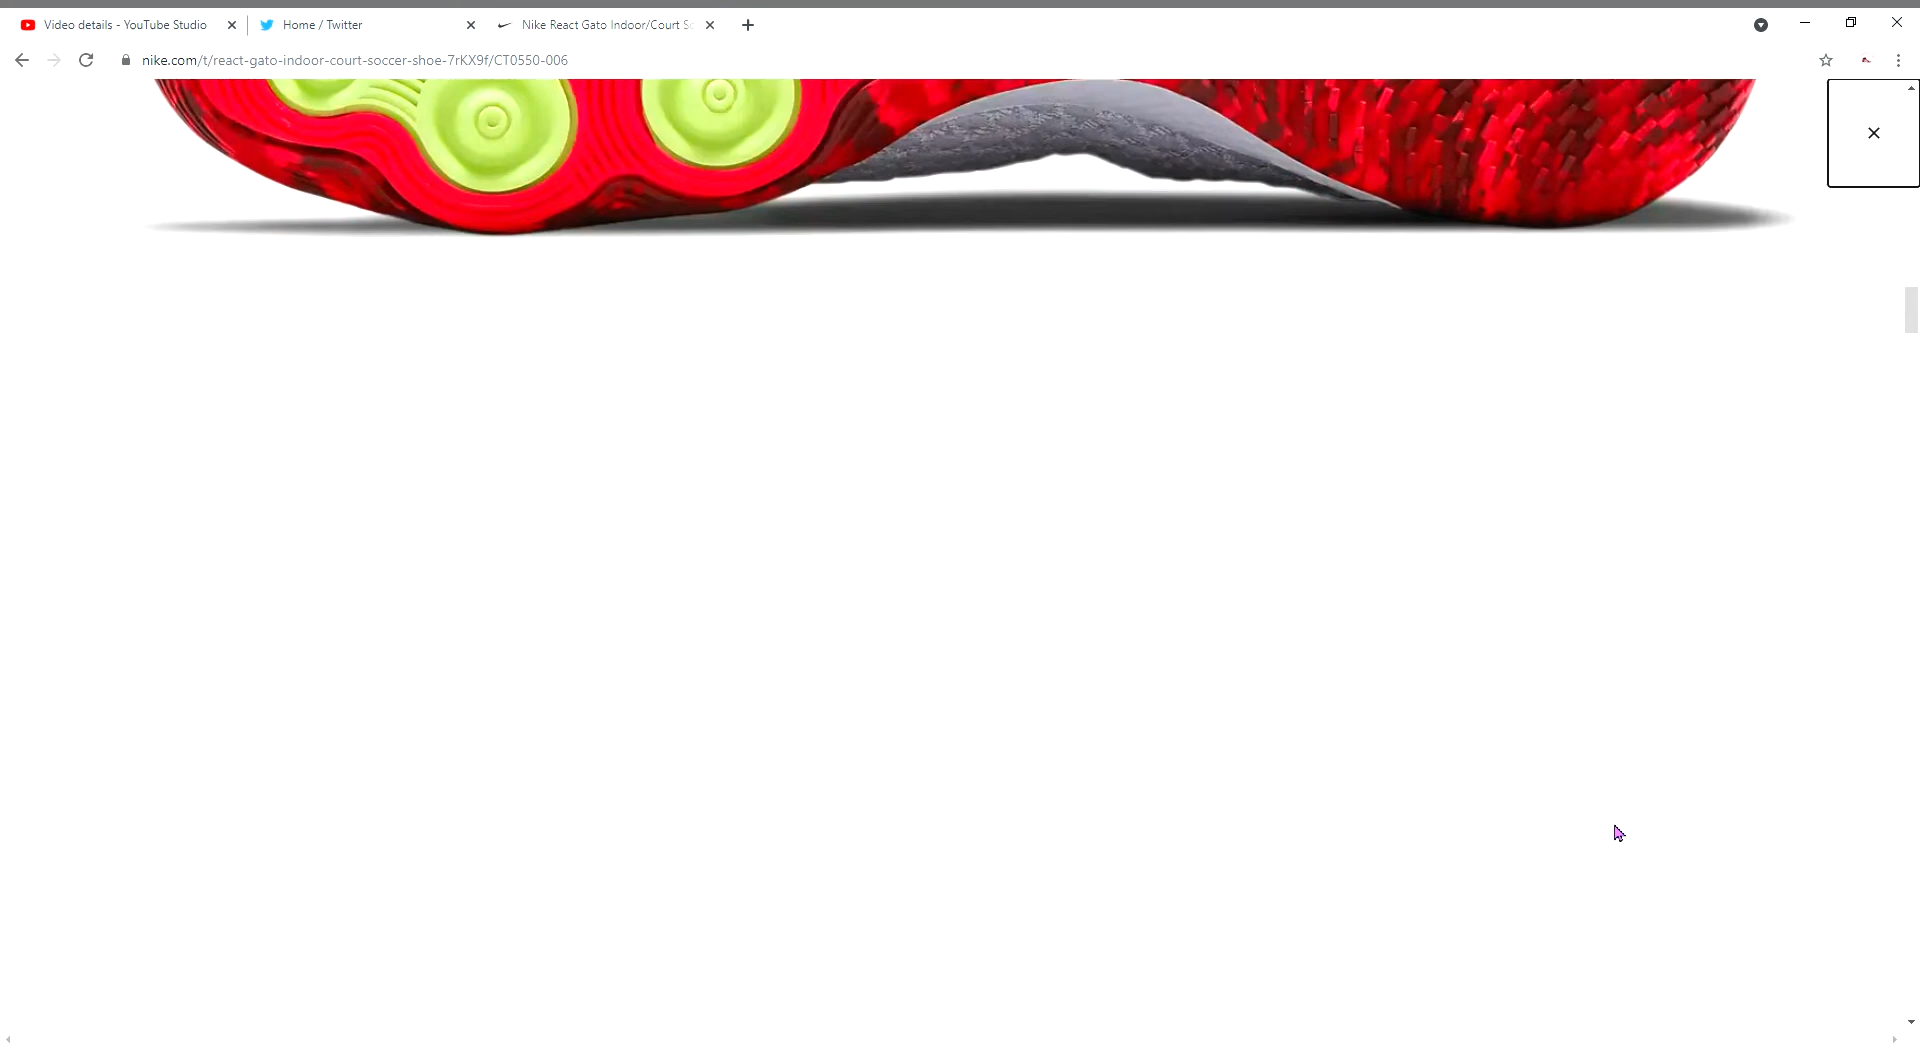 Video details - YouTube Studio
Home / Twitter
Nike React Gato Indoor/Court So
nike.com/t/react-gato-indoor-court-soccer-shoe-7rKX9f/CT0550-006